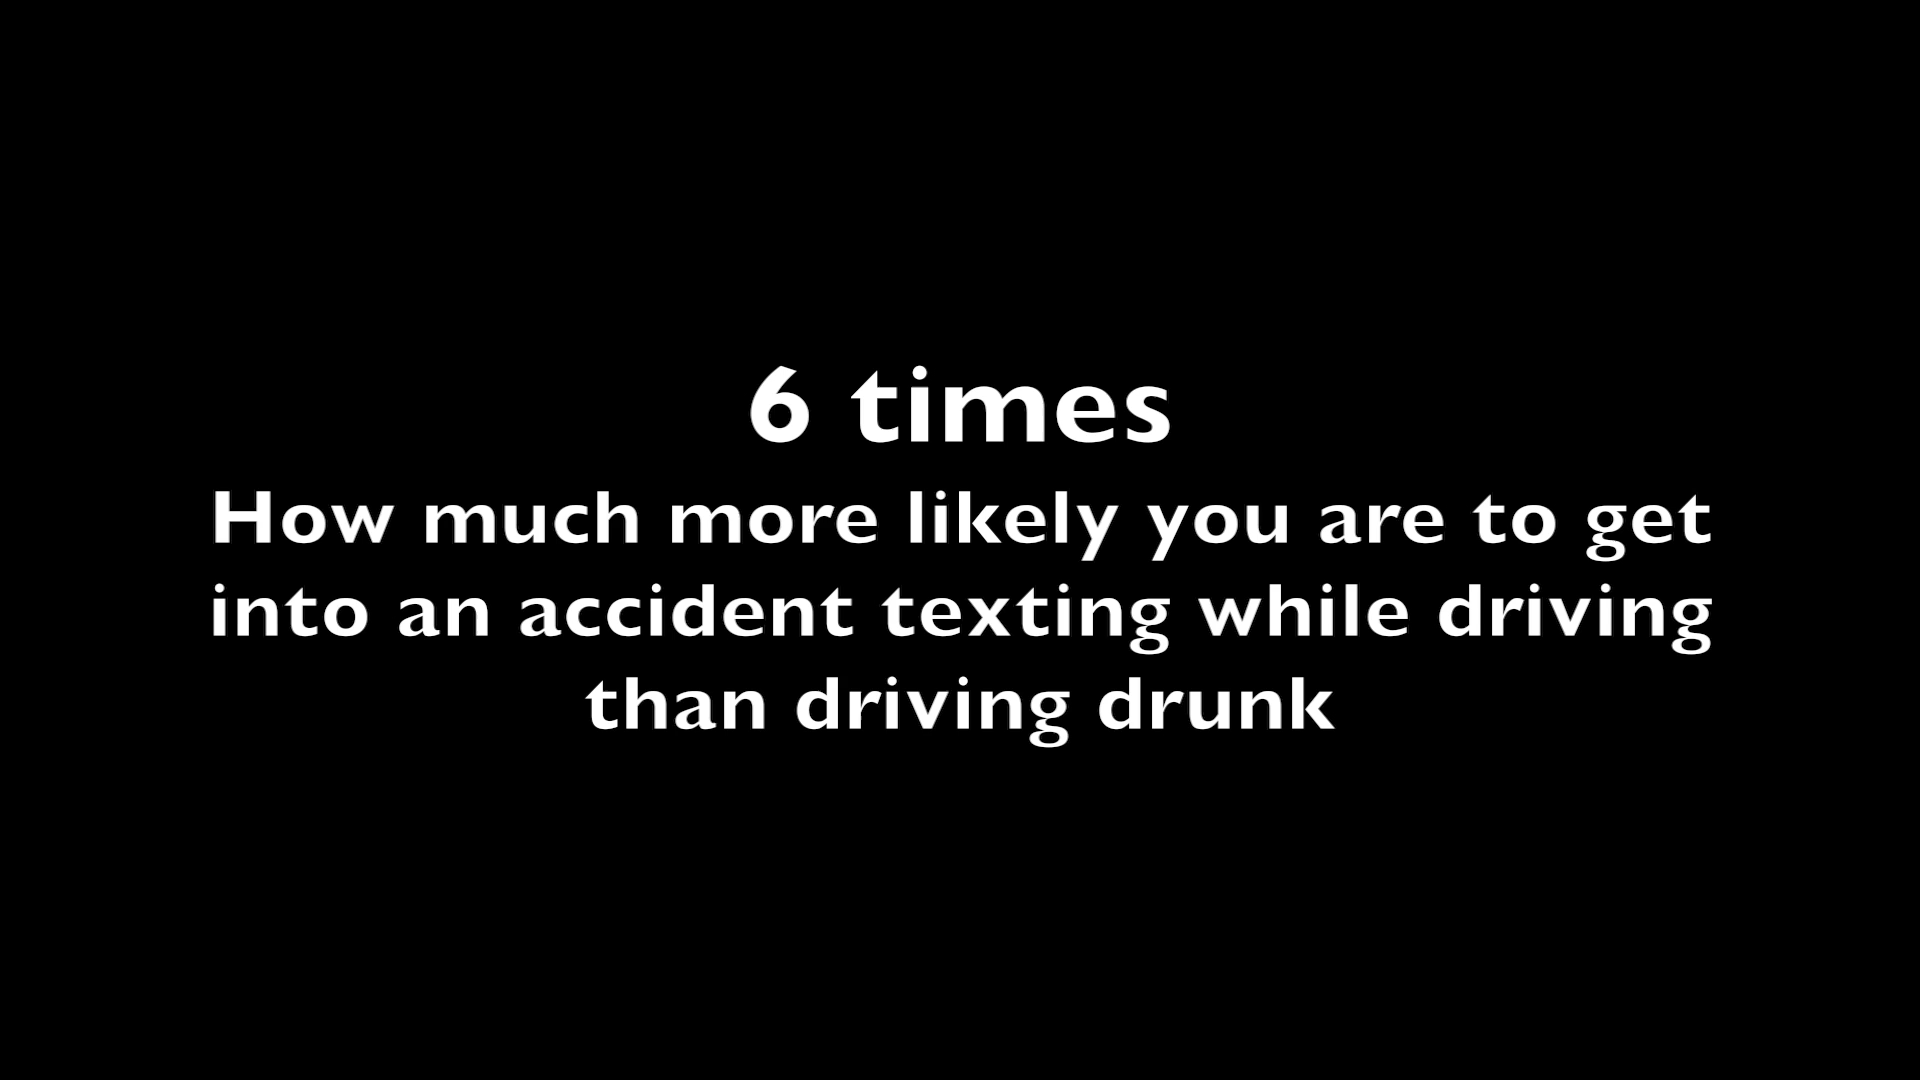 6 times
How much more likely you are to get
into an accident texting while driving
than driving drunk